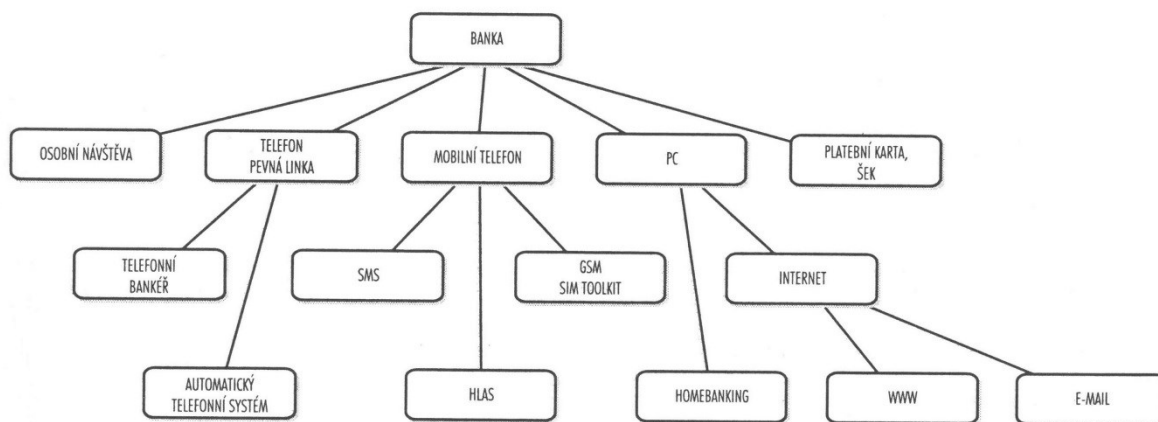 BANKA
OSOBNÍ NÁVŠTĚVA
TELEFON
PEVNÁ LINKA
MOBILNÍ TELEFON
PC
PLATEBNÍ KARTA,
ŠEK
TELEFONNÍ
BANKÉŘ
SMS
GSM
SIM TOOLKIT
INTERNET
AUTOMATICKÝ
TELEFONNÍ SYSTÉM
HLAS
HOMEBANKING
WWW
E-MAIL